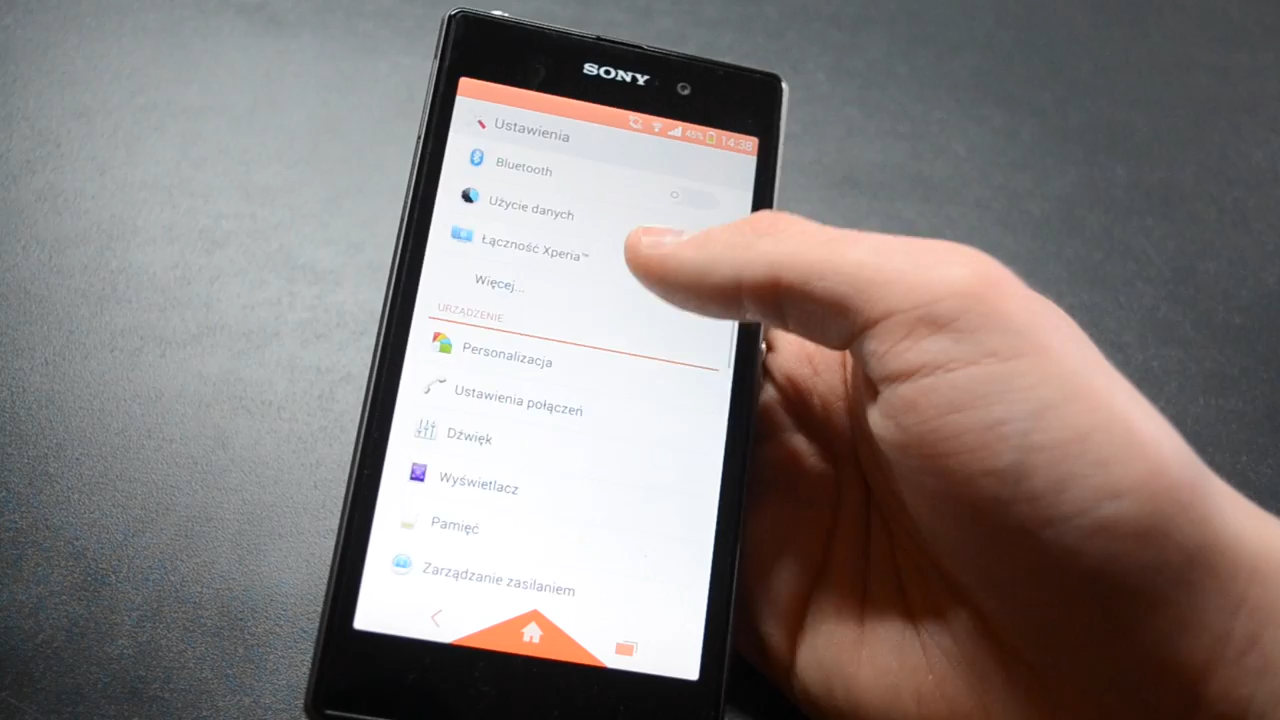 SONY
45% 14:38
Ustawienia
Bluetooth
Użycie danych
Łączność Xperia™
Więcej...
URZĄDZENIE
Personalizacja
Ustawienia połączeń
Dźwięk
Wyświetlacz
Pamięć
Zarządzanie zasilaniem